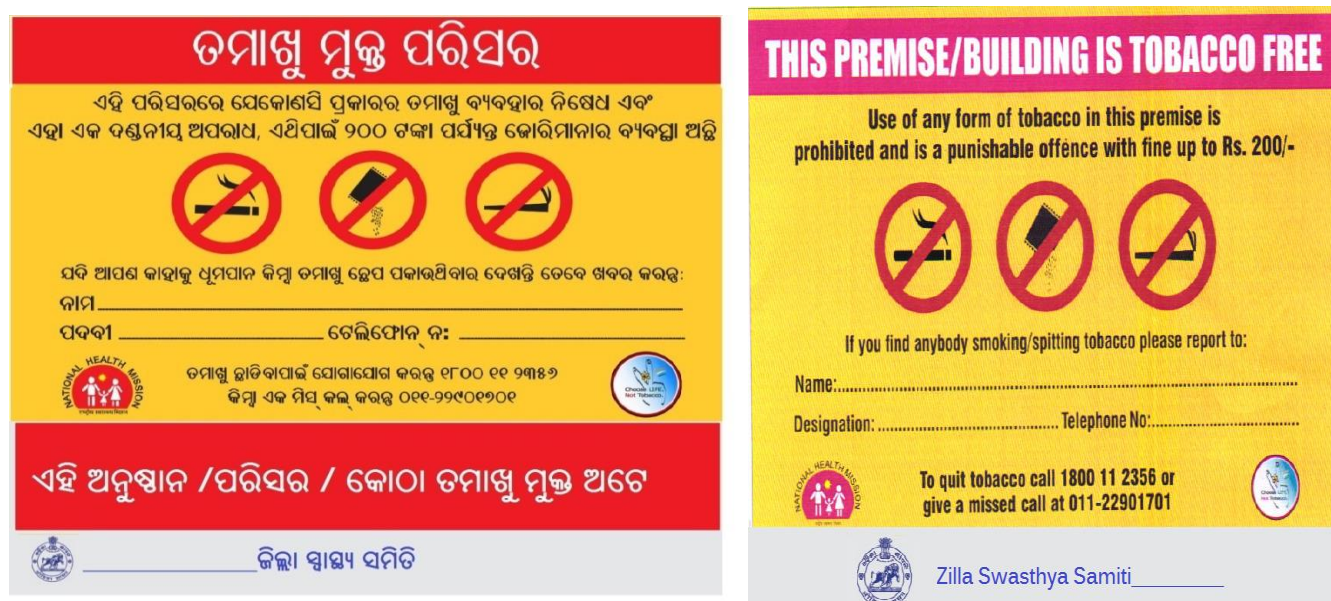 ତମାଖୁ ମୁକ୍ତ ପରିସର
ଏହି ପରିସରରେ ଯେକୋଣସି ପ୍ରକାରର ତମାଖୁ ବ୍ୟବହାର ନିଷେଧ ଏବଂ
ଏହା ଏକ ଦଣ୍ଡନୀୟ ଅପରାଧ, ଏଥିପାଇଁ ୨୦୦ ଟଙ୍କା ପର୍ଯ୍ୟନ୍ତ ଜୋରିମାନାର ବ୍ୟବସ୍ଥା ଅଛି
ଯଦି ଆପଣ କାହାକୁ ଧୂମପାନ କିମ୍ବା ତମାଖୁ ଛେପ ପକାଉଥିବାର ଦେଖନ୍ତି ତେବେ ଖବର କରନ୍ତୁ:
ନାମ
ପଦବୀ ଟେଲିଫୋନ୍ ନଂ:
NATIONAL HEALTH MISSION
ତମାଖୁ ଛାଡିବାପାଇଁ ଯୋଗାଯୋଗ କରନ୍ତୁ ୧୮୦୦ ୧୧ ୨୩୫୬
କିମ୍ବା ଏକ ମିସ୍ କଲ୍ କରନ୍ତୁ ୦୧୧-୨୨୯୦୧୭୦୧
Choose LIFE,
Not Tobacco.
ଏହି ଅନୁଷ୍ଠାନ /ପରିସର / କୋଠା ତମାଖୁ ମୁକ୍ତ ଅଟେ
ଜିଲ୍ଲା ସ୍ୱାସ୍ଥ୍ୟ ସମିତି
THIS PREMISE/BUILDING IS TOBACCO FREE
Use of any form of tobacco in this premise is
prohibited and is a punishable offence with fine up to Rs. 200/-
If you find anybody smoking/spitting tobacco please report to:
Name:
Designation: Telephone No:
NATIONAL HEALTH MISSION
To quit tobacco call 1800 11 2356 or
give a missed call at 011-22901701
Choose LIFE,
Not Tobacco.
Zilla Swasthya Samiti